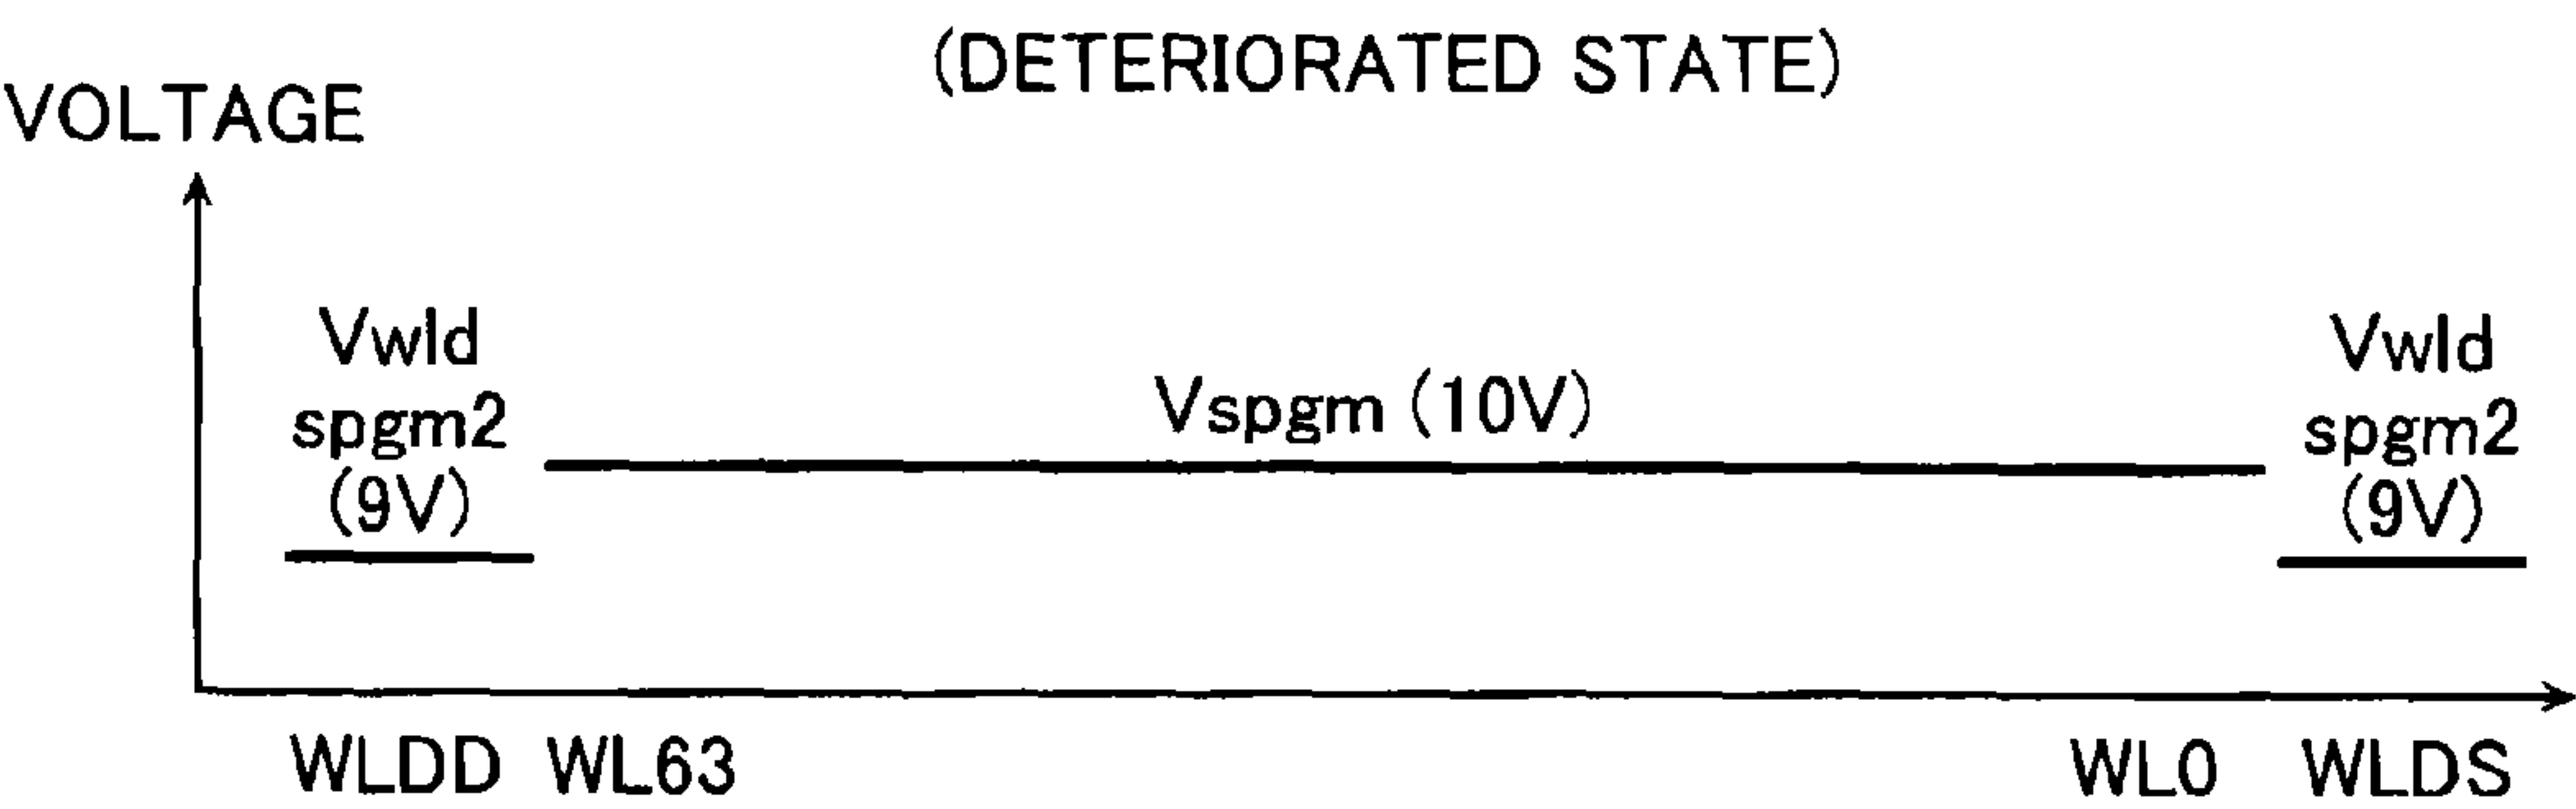 (DETERIORATED STATE)
VOLTAGE
Vwld
spgm2
(9V)
Vspgm (10V)
Vwld
spgm2
(9V)
WLDD WL63 WL0 WLDS